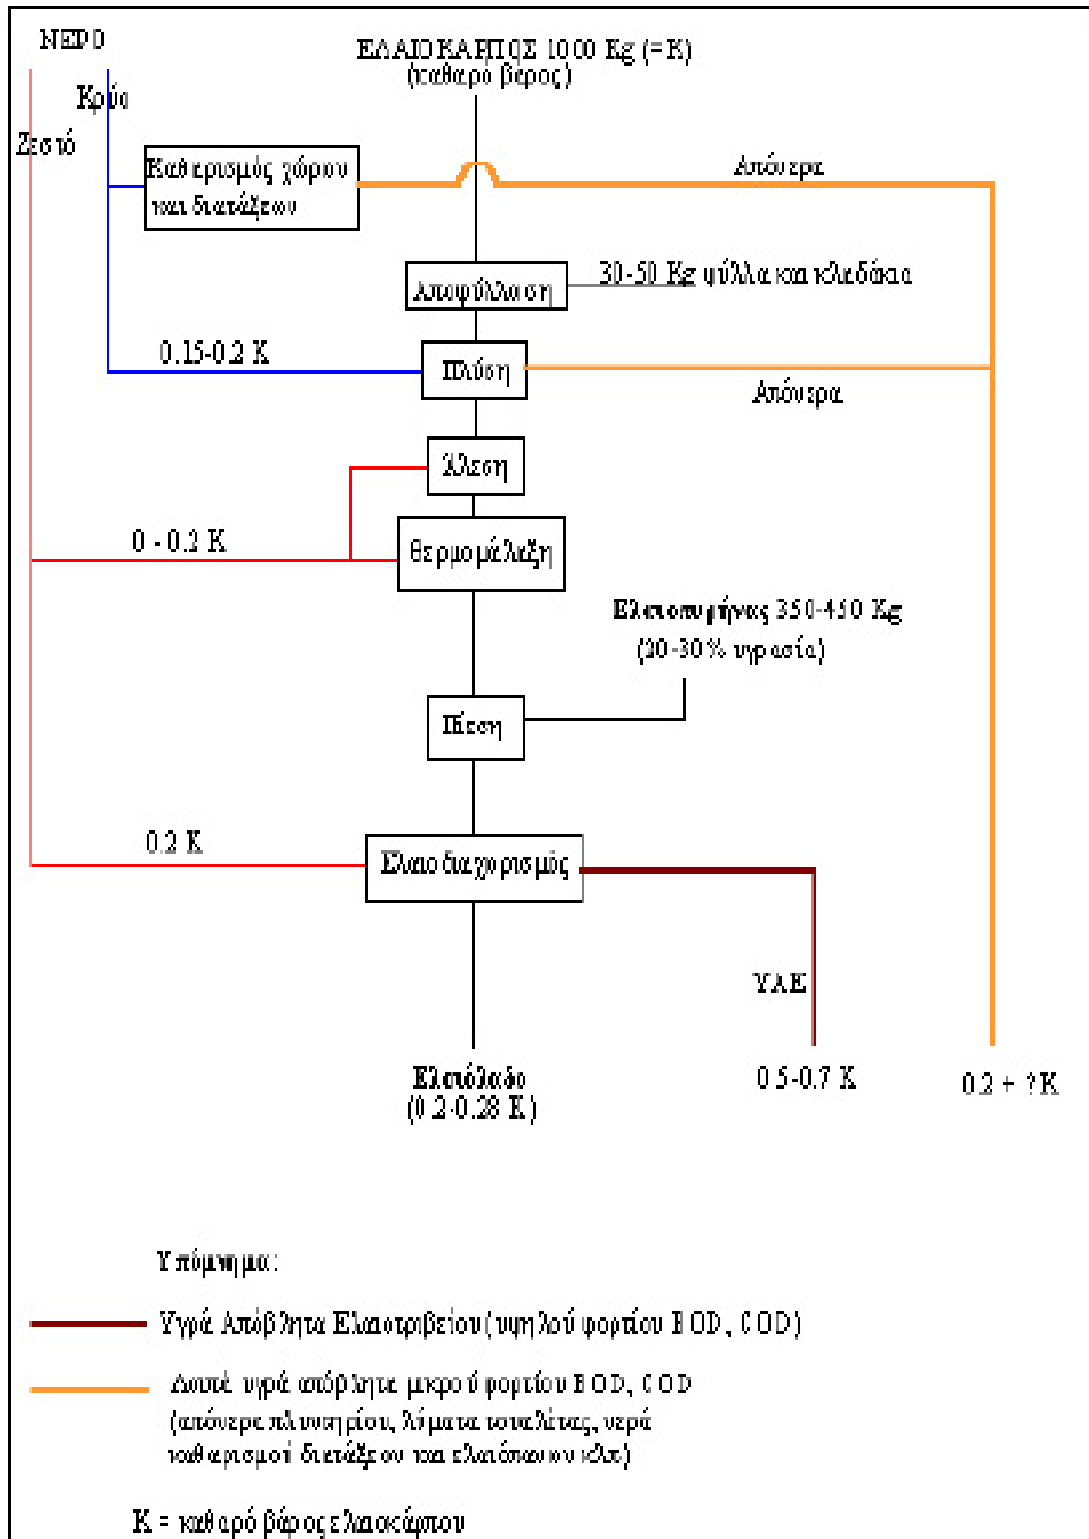 ΝΕΡΟ
ΕΛΑΙΟΚΑΡΠΟΣ 1000 Kg (= K)
(καθαρό βάρος)
Κρύο
Ζεστό
Καθαρισμός χώρου
και διατάξεων
Απόνερα
Αποφύλλωση
30-50 Kg φύλλα και κλαδάκια
0.15-0.2 K
Πλύση
Απόνερα
Άλεση
0 - 0.2 K
θερμομάλαξη
Ελαιοπυρήνας 350-450 Kg
(20-30% υγρασία)
Πίεση
0.2 K
Ελαιοδιαχωρισμός
ΥΑΕ
Ελαιόλαδο
(0.2-0.28 K)
0.5-0.7 K
0.2 + ? K
Υπόμνημα:
Υγρά Απόβλητα Ελαιοτριβείου (υψηλού φορτίου BOD, COD)
Λοιπά υγρά απόβλητα μικρού φορτίου BOD, COD
(απόνερα πλυντηρίου, λύματα τουαλέτας, νερά
καθαρισμού διατάξεων και ελαιόπανων κλπ)
K = καθαρό βάρος ελαιοκάρπου